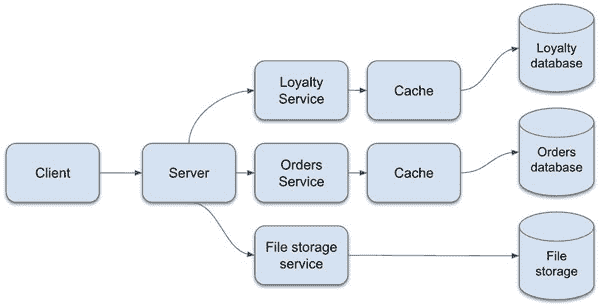 Loyalty
Service
Cache
Loyalty
database
Client
Server
Orders
Service
Cache
Orders
database
File storage
service
File
storage